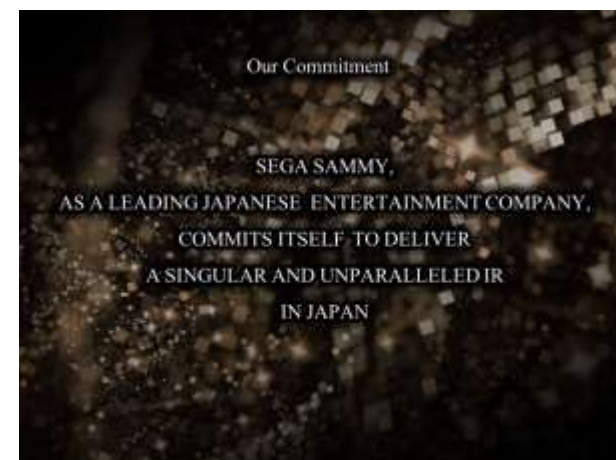 Our Commitment
SEGA SAMMY,
AS A LEADING JAPANESE ENTERTAINMENT COMPANY,
COMMITS ITSELF TO DELIVER
A SINGULAR AND UNPARALLELED IR
IN JAPAN